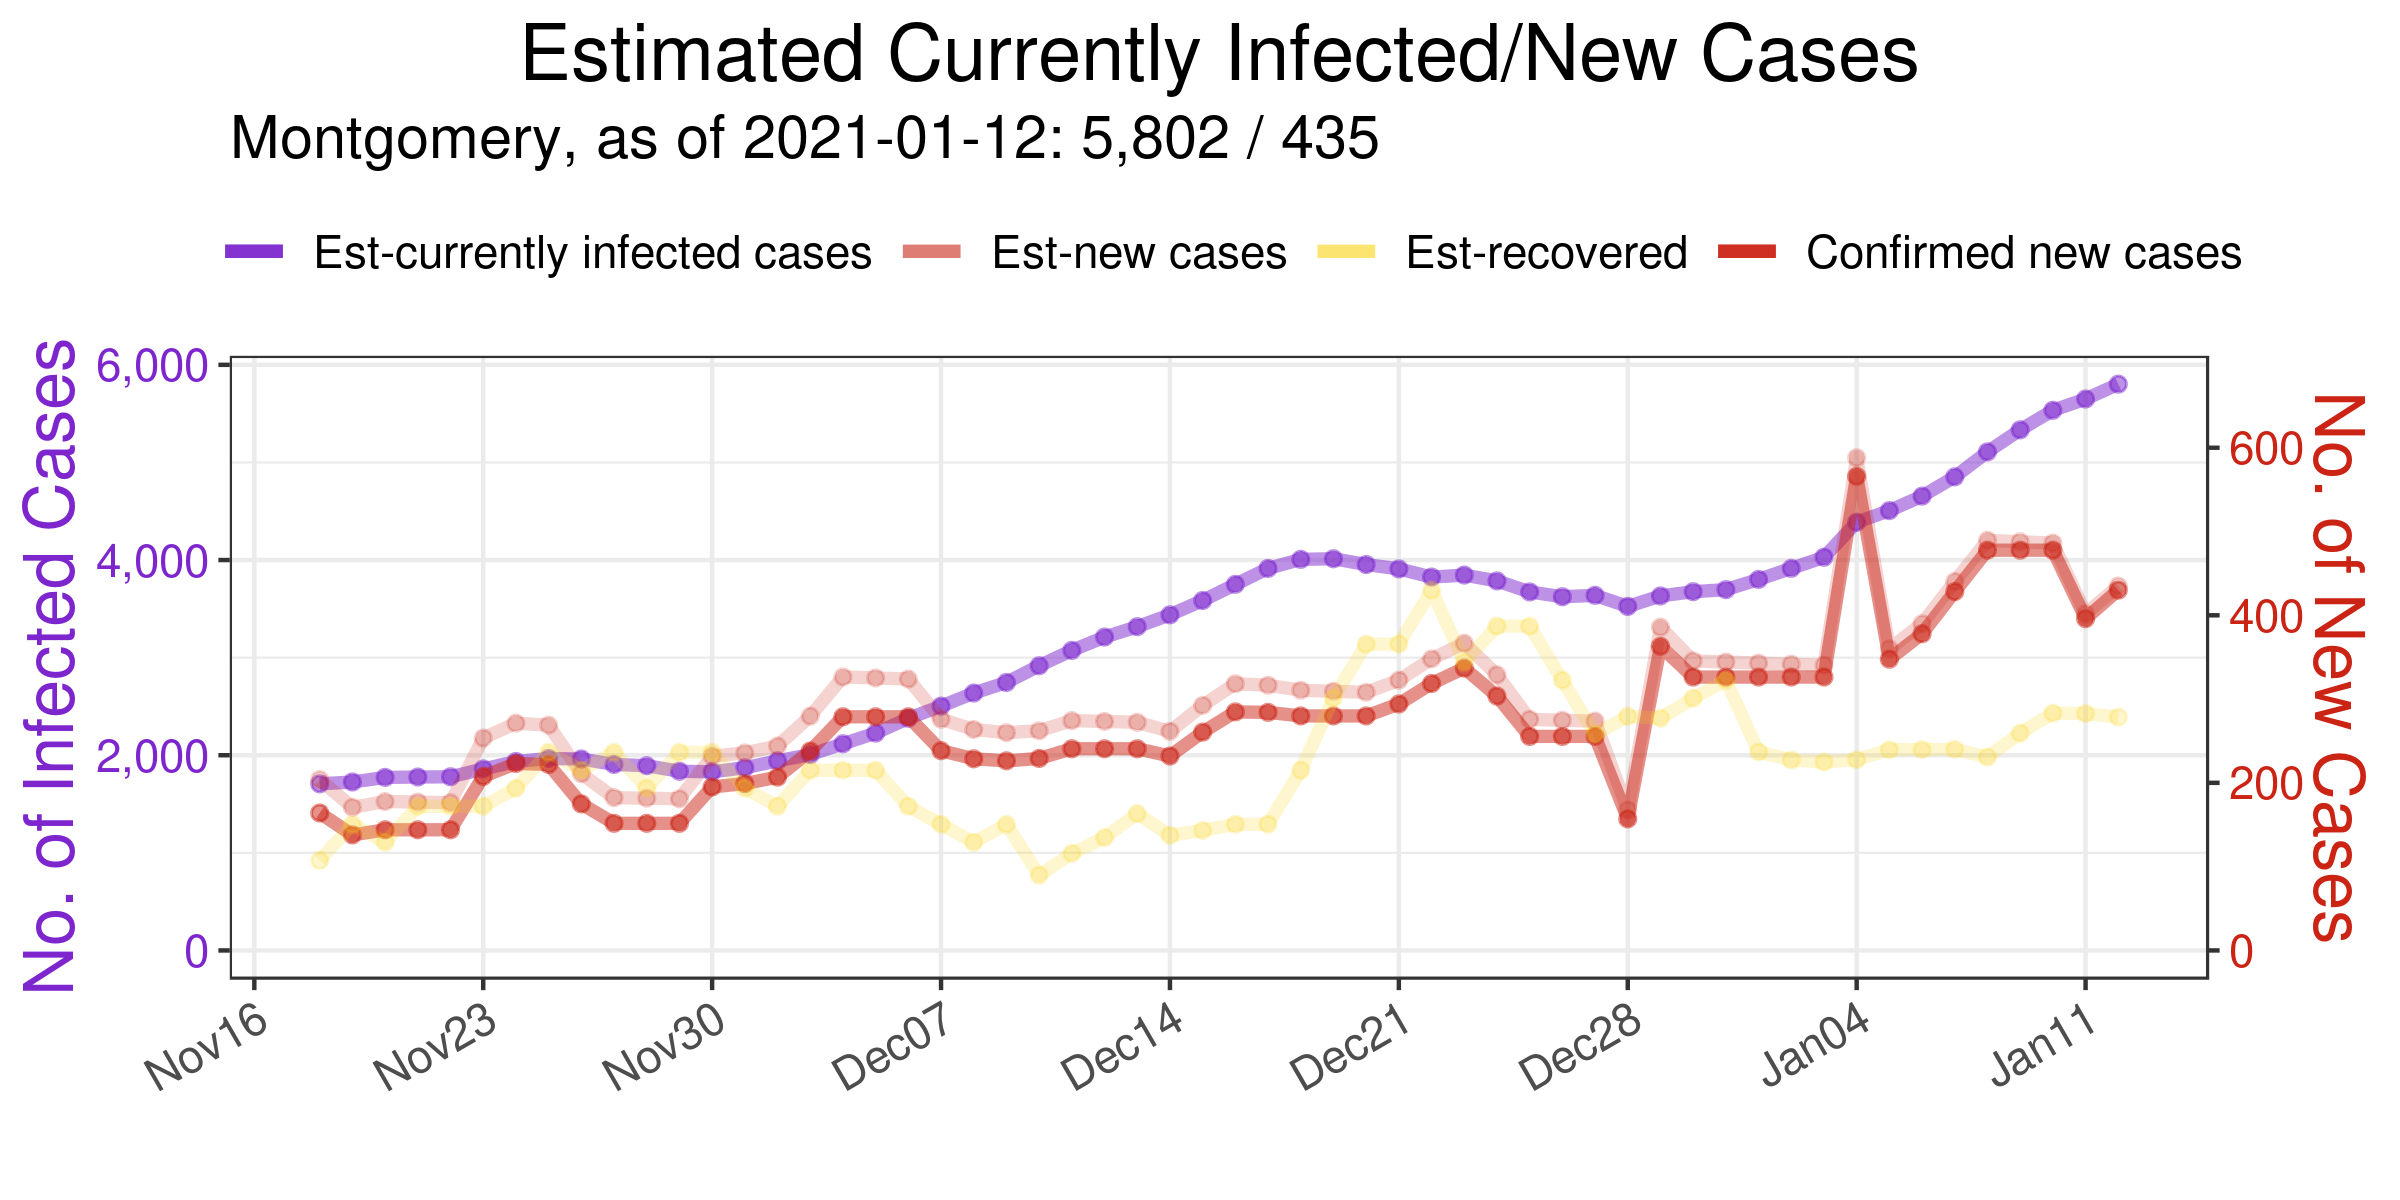 Estimated Currently Infected/New Cases
Montgomery, as of 2021-01-12: 5,802 / 435
Est-currently infected cases Est-new cases Est-recovered Confirmed new cases
No. of Infected Cases
6,000
4,000
2,000
0
No. of New Cases
600
400
200
0
Nov16 Nov23 Nov30 Dec07 Dec14 Dec21 Dec28 Jan04 Jan11